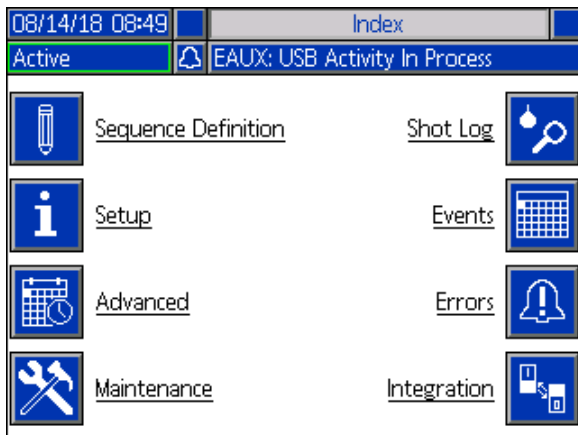 08/14/18 08:49 Index
Active EAUX: USB Activity In Process
Sequence Definition Shot Log
Setup Events
Advanced Errors
Maintenance Integration